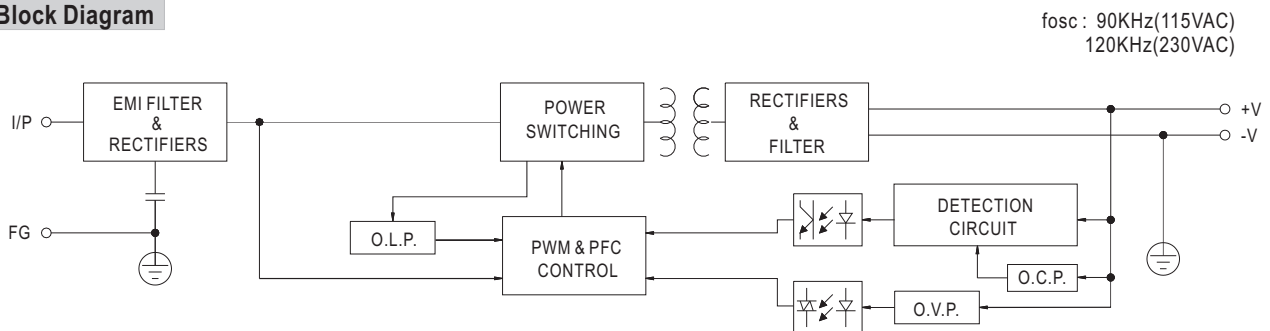 Block Diagram
fosc : 90KHz(115VAC)
120KHz(230VAC)
I/P
EMI FILTER
&
RECTIFIERS
POWER
SWITCHING
RECTIFIERS
&
FILTER
+V
-V
FG
O.L.P.
PWM & PFC
CONTROL
DETECTION
CIRCUIT
O.C.P.
O.V.P.